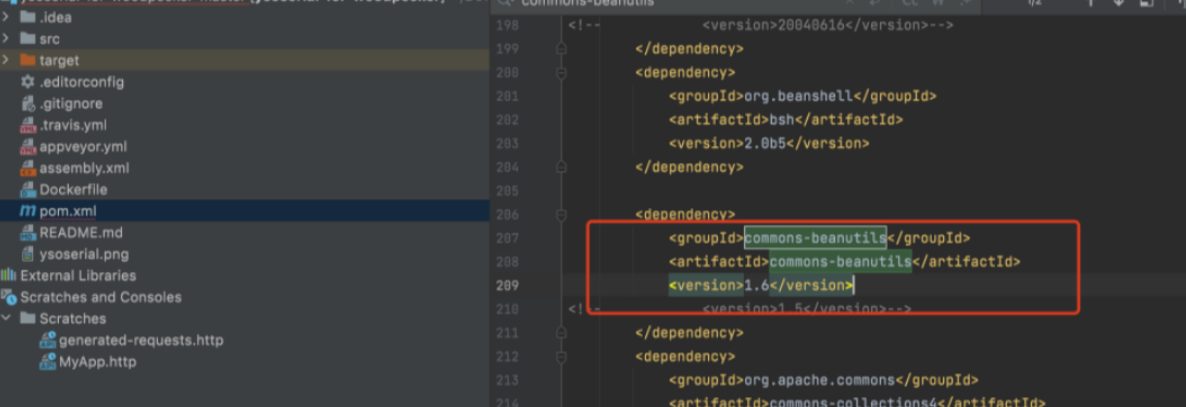 .idea
src
target
.editorconfig
.gitignore
.travis.yml
appveyor.yml
assembly.xml
Dockerfile
pom.xml
README.md
ysoserial.png
External Libraries
Scratches and Consoles
Scratches
generated-requests.http
MyApp.http
commons-beanutils
198 <!-- <version>20040616</version>-->
199 </dependency>
200 <dependency>
201 <groupId>org.beanshell</groupId>
202 <artifactId>bsh</artifactId>
203 <version>2.0b5</version>
204 </dependency>
205
206 <dependency>
207 <groupId>commons-beanutils</groupId>
208 <artifactId>commons-beanutils</artifactId>
209 <version>1.6</version>
210 <!-- <version>1.5</version>-->
211 </dependency>
212 <dependency>
213 <groupId>org.apache.commons</groupId>
214 <artifactId>commons-collections4</artifactId>